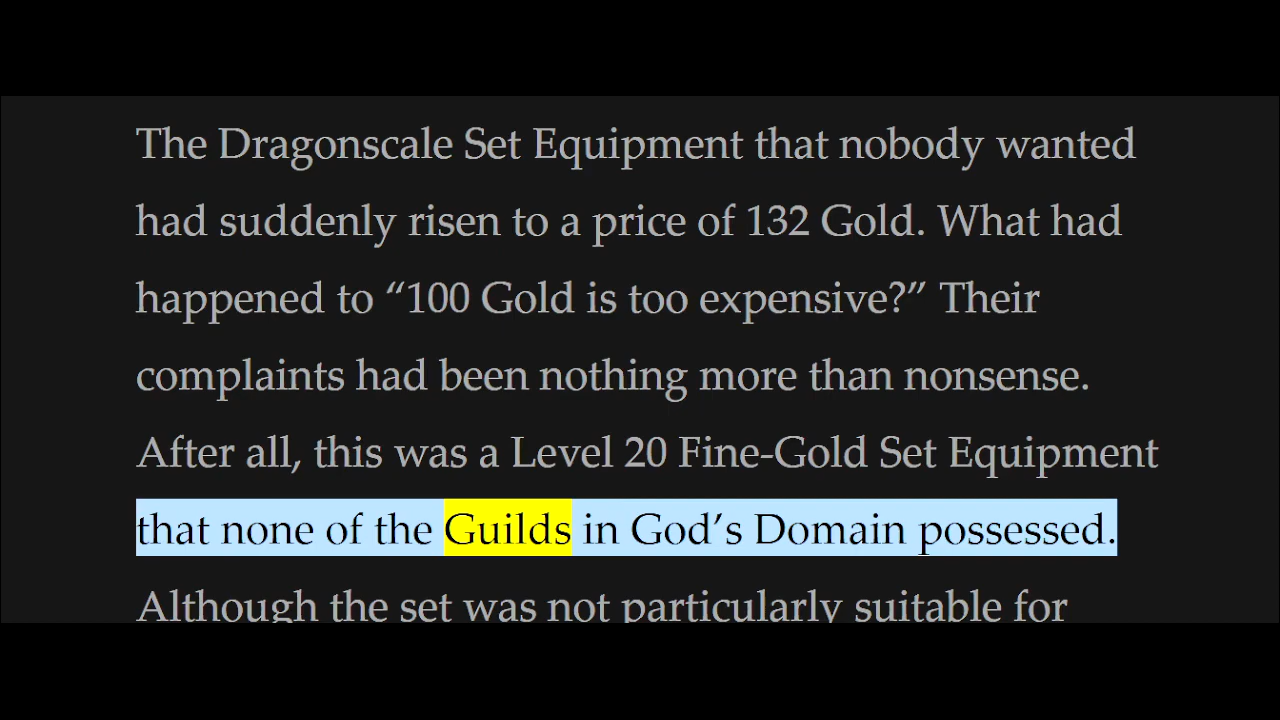 The Dragonscale Set Equipment that nobody wanted
had suddenly risen to a price of 132 Gold. What had
happened to “100 Gold is too expensive?” Their
complaints had been nothing more than nonsense.
After all, this was a Level 20 Fine-Gold Set Equipment
that none of the Guilds in God’s Domain possessed.
Although the set was not particularly suitable for